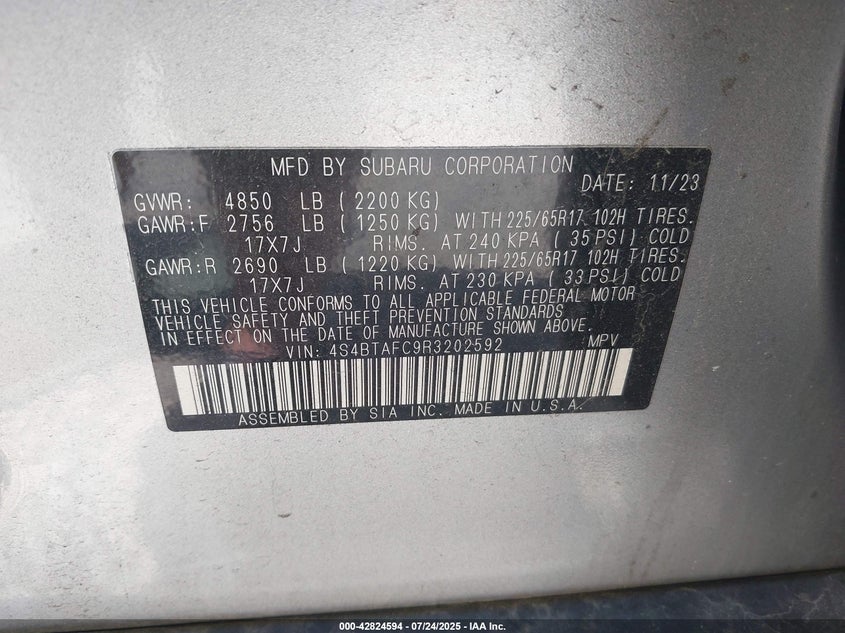 MFD BY SUBARU CORPORATION
DATE: 11/23
GVWR: 4850 LB (2200 KG)
GAWR:F 2756 LB (1250 KG) WITH 225/65R17 102H TIRES.
17X7J RIMS. AT 240 KPA (35 PSI) COLD
GAWR:R 2690 LB (1220 KG) WITH 225/65R17 102H TIRES.
17X7J RIMS. AT 230 KPA (33 PSI) COLD
THIS VEHICLE CONFORMS TO ALL APPLICABLE FEDERAL MOTOR
VEHICLE SAFETY AND THEFT PREVENTION STANDARDS
IN EFFECT ON THE DATE OF MANUFACTURE SHOWN ABOVE.
VIN: 4S4BTAFC9R3202592 MPV
ASSEMBLED BY SIA INC. MADE IN U.S.A.
000-42824594 - 07/24/2025 - IAA Inc.